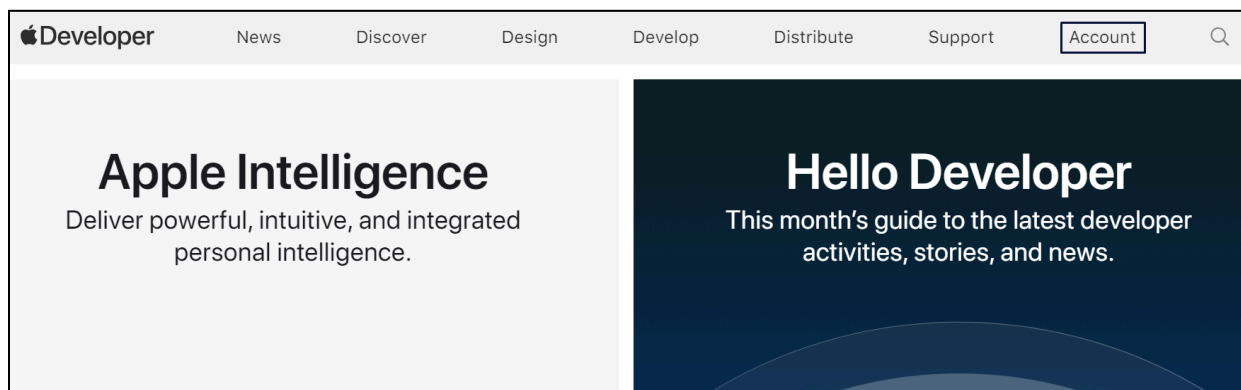 Developer News Discover Design Develop Distribute Support Account
Apple Intelligence
Deliver powerful, intuitive, and integrated
personal intelligence.
Hello Developer
This month’s guide to the latest developer
activities, stories, and news.